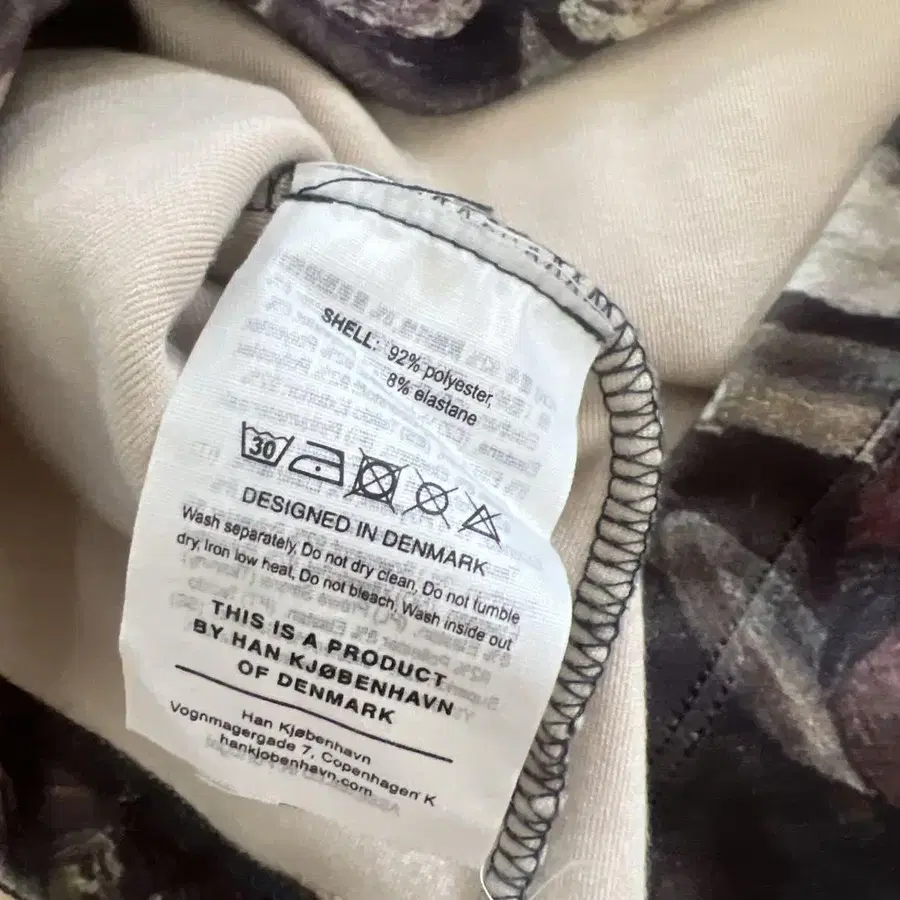 SHELL: 92% polyester,
8% elastane
30
DESIGNED IN DENMARK
Wash separately, Do not dry clean, Do not tumble
dry, Iron low heat, Do not bleach, Wash inside out
THIS IS A PRODUCT
BY HAN KJØBENHAVN
OF DENMARK
Han Kjøbenhavn
Vognmagergade 7, Copenhagen K
hankjobenhavn.com